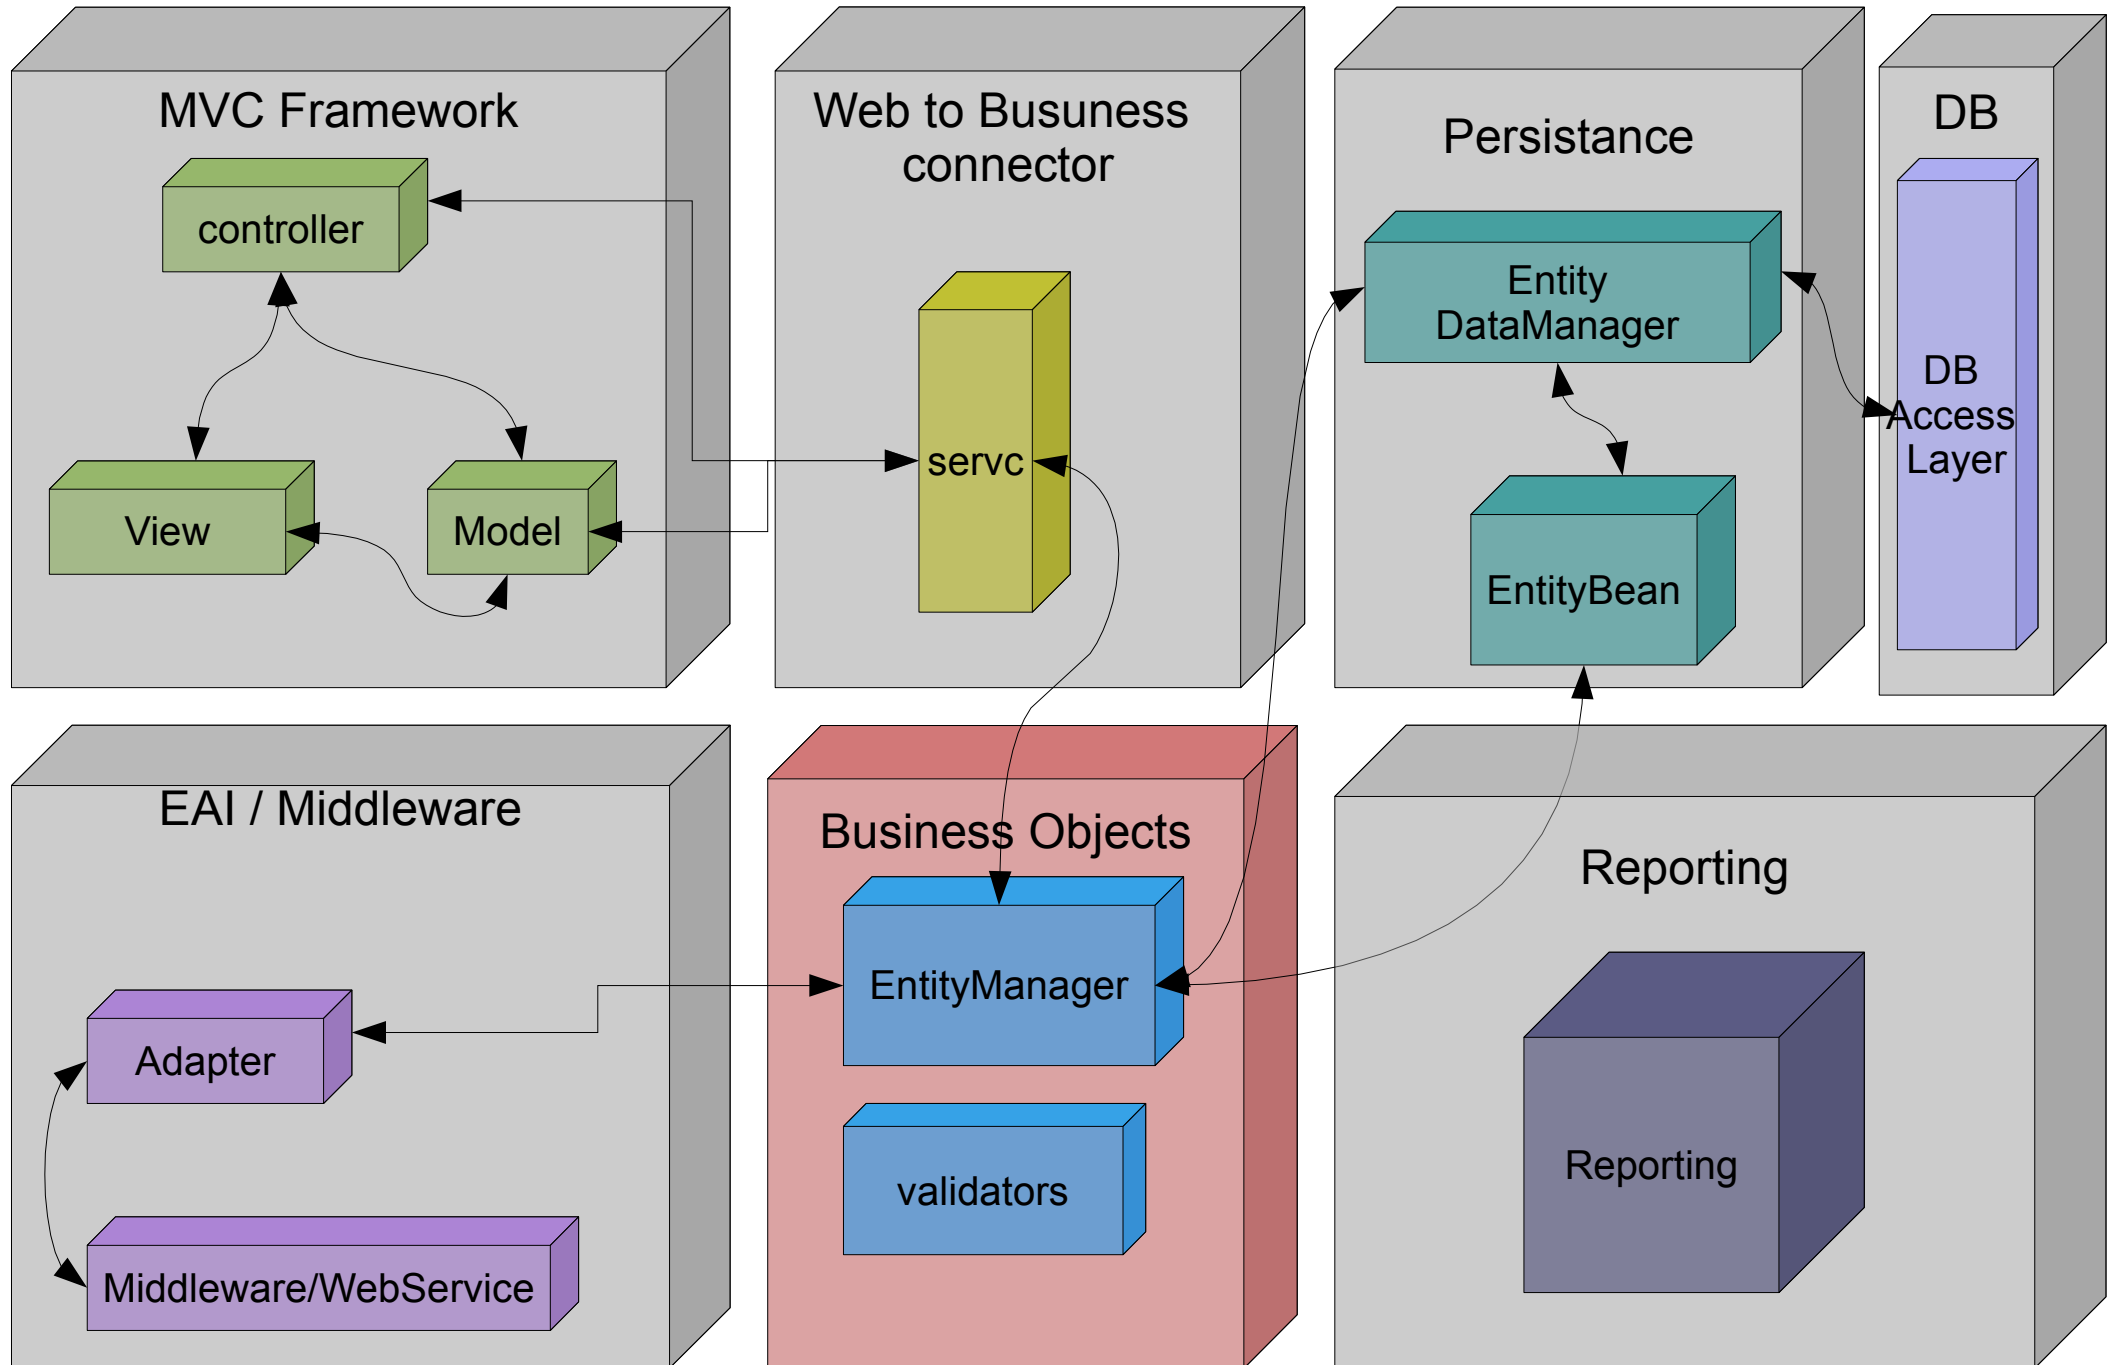 MVC Framework
controller
View
Model
Web to Busuness
connector
servc
Persistance
Entity
DataManager
EntityBean
DB
DB
Access
Layer
EAI / Middleware
Adapter
Middleware/WebService
Business Objects
EntityManager
validators
Reporting
Reporting